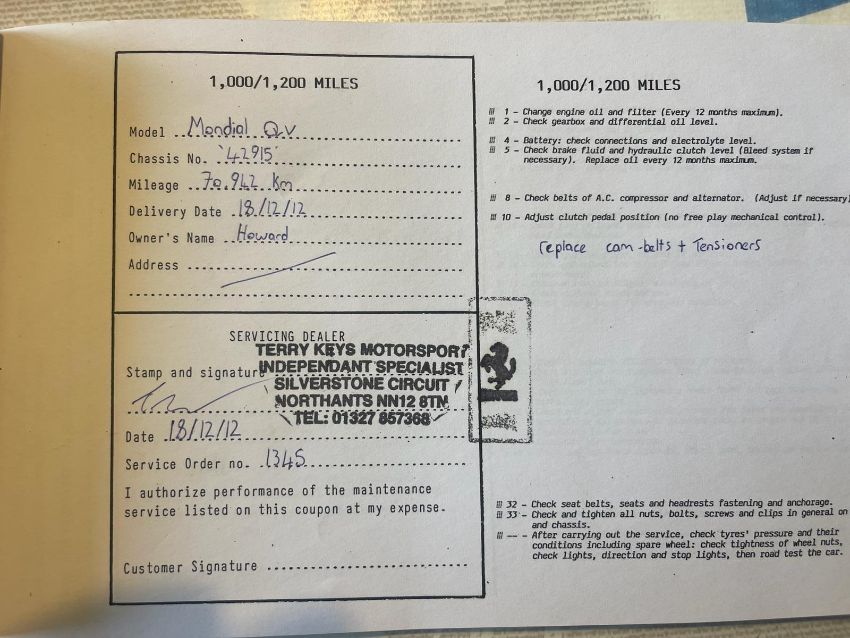 1,000/1,200 MILES
Model ...Mondial QV...
Chassis No. .'42915'...
Mileage ..70.942 Km...
Delivery Date .18/12/12...
Owner's Name ..Howard...
Address ...
SERVICING DEALER
Stamp and signature
TERRY KEYS MOTORSPORT
INDEPENDANT SPECIALIST
SILVERSTONE CIRCUIT
NORTHANTS NN12 8TN
TEL: 01327 857368
Date 18/12/12...
Service Order no. .1345...
I authorize performance of the maintenance
service listed on this coupon at my expense.
Customer Signature ...
1,000/1,200 MILES
1 - Change engine oil and filter (Every 12 months maximum).
2 - Check gearbox and differential oil level.
4 - Battery: check connections and electrolyte level.
5 - Check brake fluid and hydraulic clutch level (Bleed system if
necessary). Replace oil every 12 months maximum.
8 - Check belts of A.C. compressor and alternator. (Adjust if necessary)
10 - Adjust clutch pedal position (no free play mechanical control).
replace cam-belts + Tensioners
32 - Check seat belts, seats and headrests fastening and anchorage.
33 - Check and tighten all nuts, bolts, screws and clips in general on
and chassis.
--- - After carrying out the service, check tyres' pressure and their
conditions including spare wheel: check tightness of wheel nuts,
check lights, direction and stop lights, then road test the car.